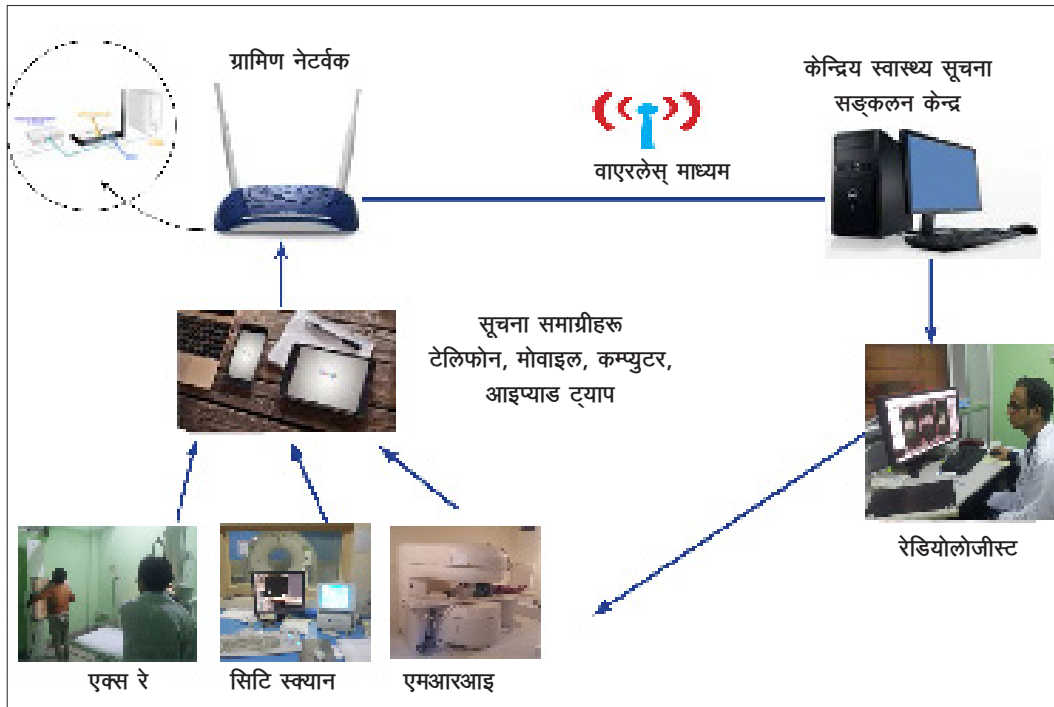 ग्रामिण नेटर्वक
केन्द्रिय स्वास्थ्य सूचना
सङ्कलन केन्द्र
वाएरलेस् माध्यम
सूचना समाग्रीहरू
टेलिफोन, मोवाइल, कम्प्युटर,
आइप्याड ट्याप
रेडियोलोजीस्ट
एक्स रे
सिटि स्क्यान
एमआरआइ